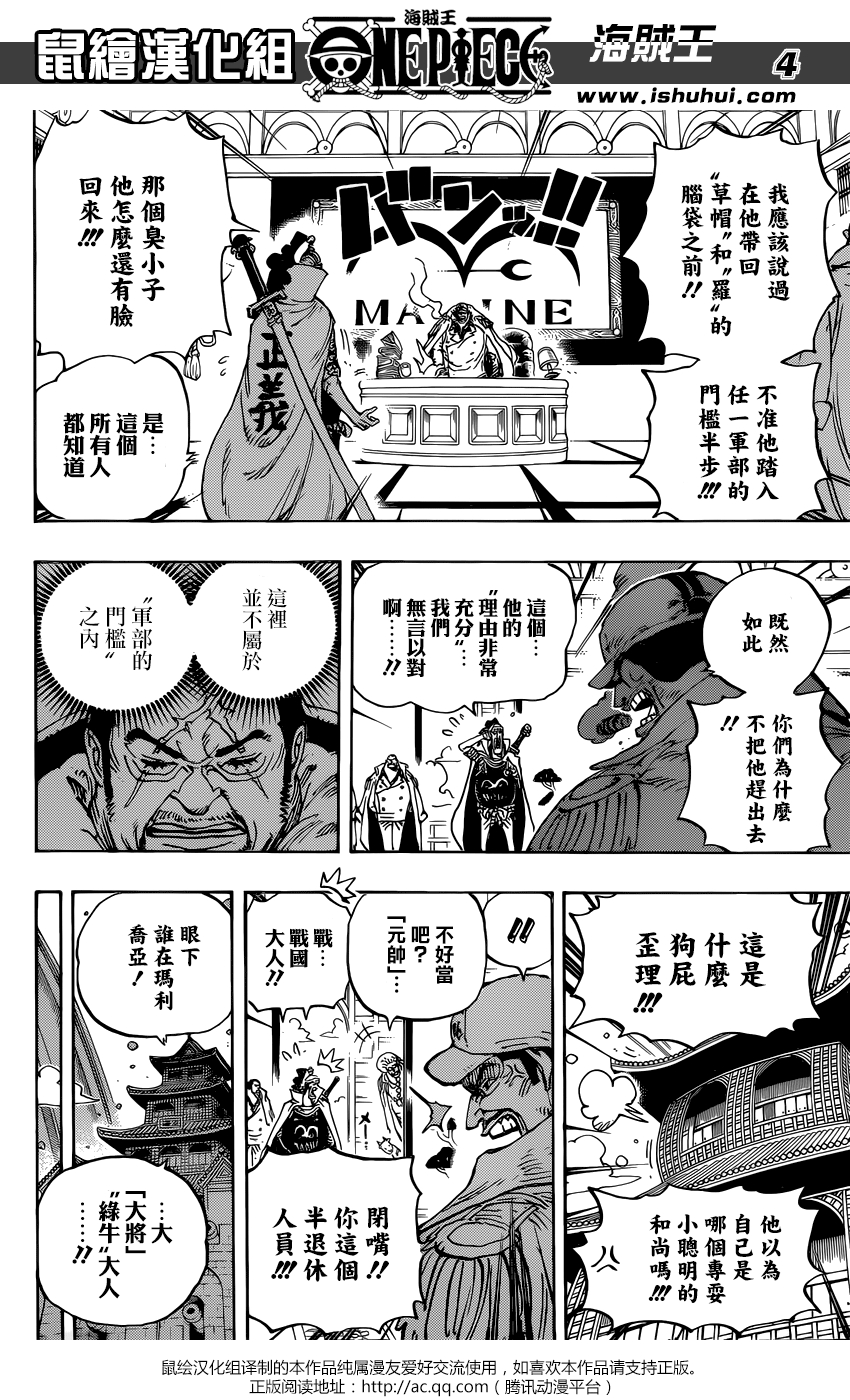 鼠繪漢化組
海賊王
ONE PIECE
海賊王
4
www.ishuhui.com
我應該說過
在他帶回
“草帽”和“羅”的
腦袋之前!!
不准他踏入
任一軍部的
門檻半步!!!
バンッ!!
MARINE
正義
那個臭小子
他怎麼還有臉
回來!!!
是…
這個
所有人
都知道
既然
如此
你們為什麼
不把他趕出去
!!
這個…
他的
“理由非常
充分”…
我們
無言以對
啊……!!
這裡
並不屬於
“軍部的
門檻”
之內
這是
什麼
狗屁
歪理
!!!
他以為
自己是
哪個專耍
小聰明的
和尚嗎!!!
!!
不好當
吧?
「元帥」…
戰…
戰國
大人!!
閉嘴!!
你這個
半退休
人員!!!
眼下
誰在瑪利
喬亞!
…大
「大將」
“綠牛”大人
……!!
鼠绘汉化组译制的本作品纯属漫友爱好交流使用，如喜欢本作品请支持正版。
正版阅读地址：http://ac.qq.com（腾讯动漫平台）